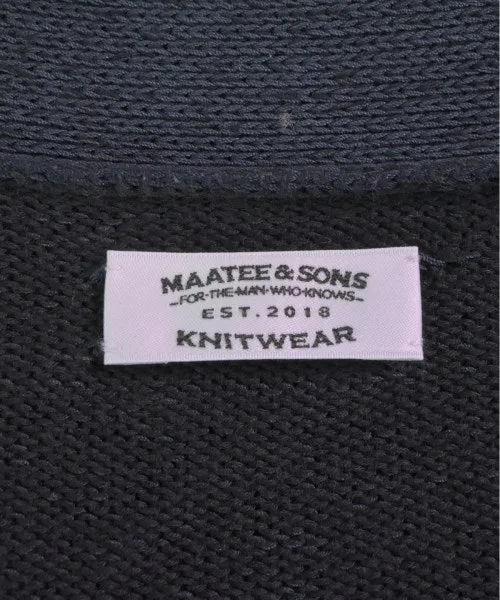 MAATEE&SONS
-FOR·THE·MAN·WHO·KNOWS-
EST.2018
KNITWEAR